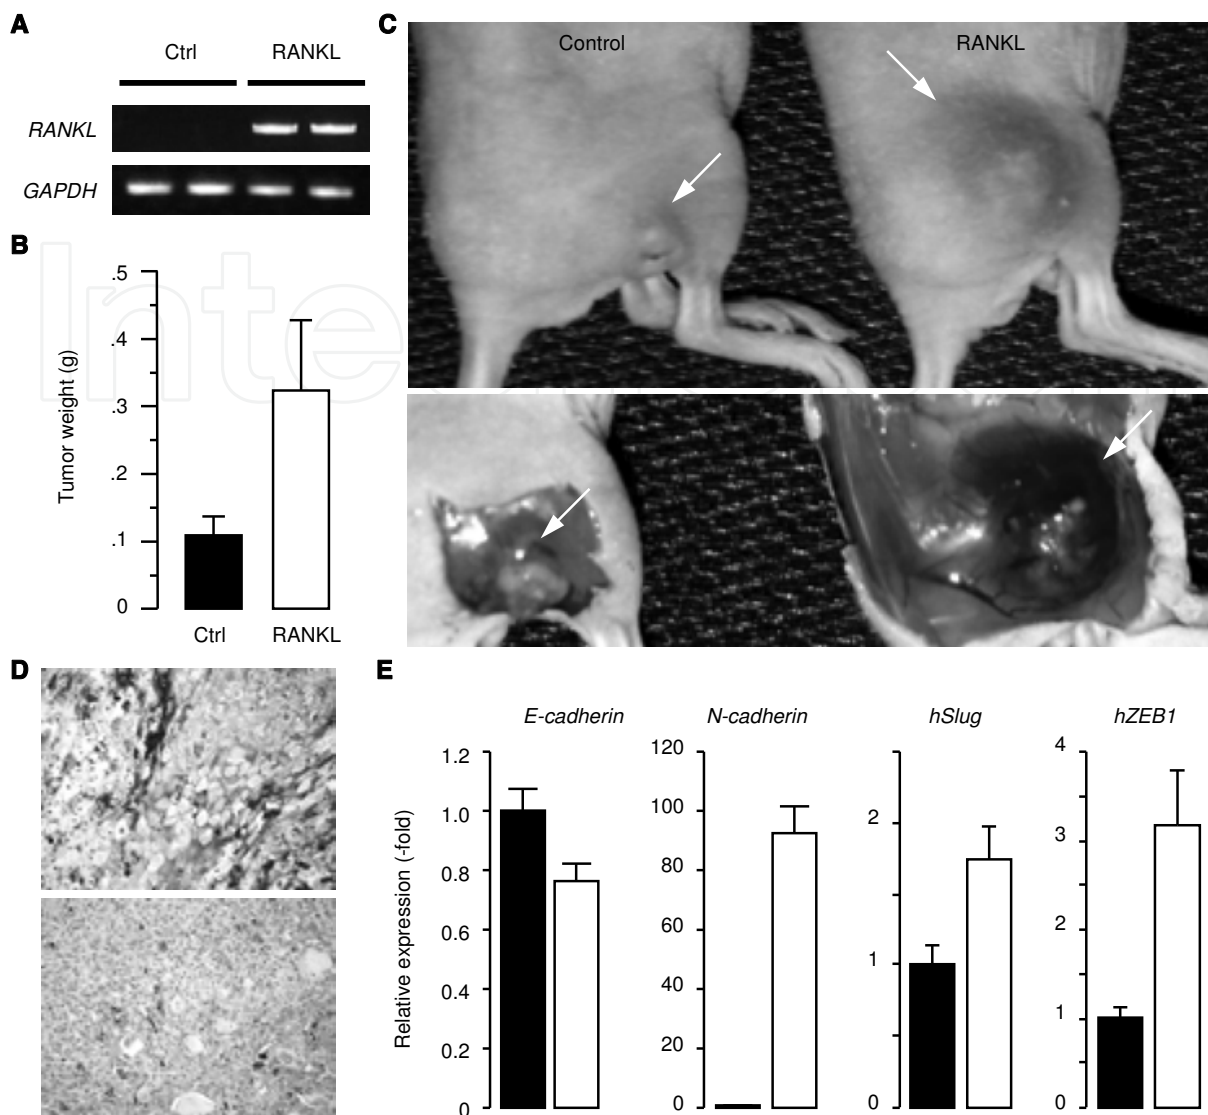 A
Ctrl RANKL
RANKL
GAPDH
B
.5
.4
.3
.2
.1
0
Tumor weight (g)
Ctrl RANKL
C
Control RANKL
D
E
E-cadherin N-cadherin hSlug hZEB1
Relative expression (-fold)
1.2
1.0
0.8
0.6
0.4
0.2
0
120
100
80
60
40
20
0
2
1
0
4
3
2
1
0
Inte